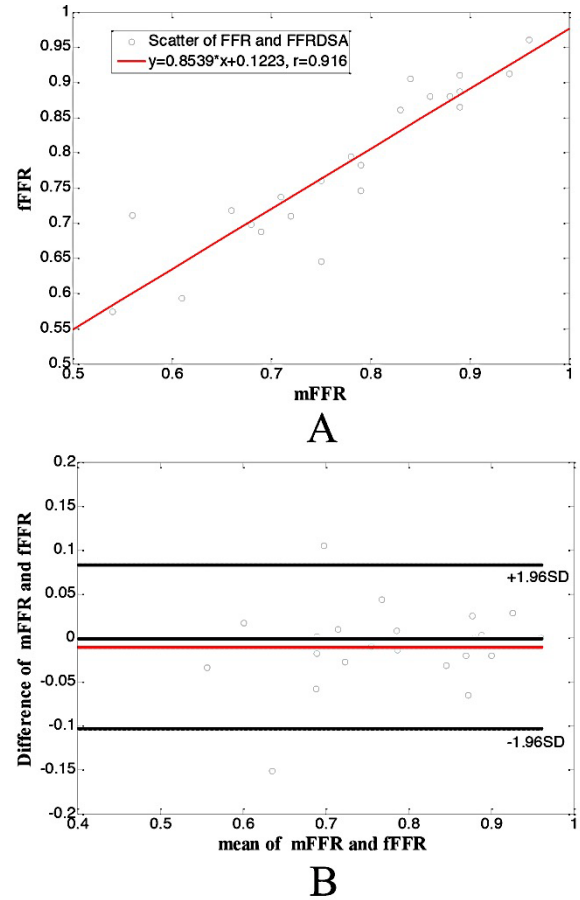 1
0.95
0.9
0.85
0.8
0.75
0.7
0.65
0.6
0.55
0.5
fFFR
Scatter of FFR and FFRDSA
y=0.8539*x+0.1223, r=0.916
0.5 0.6 0.7 0.8 0.9 1
mFFR
A
0.2
0.15
0.1
0.05
0
-0.05
-0.1
-0.15
-0.2
Difference of mFFR and fFFR
+1.96SD
-1.96SD
0.4 0.5 0.6 0.7 0.8 0.9 1
mean of mFFR and fFFR
B